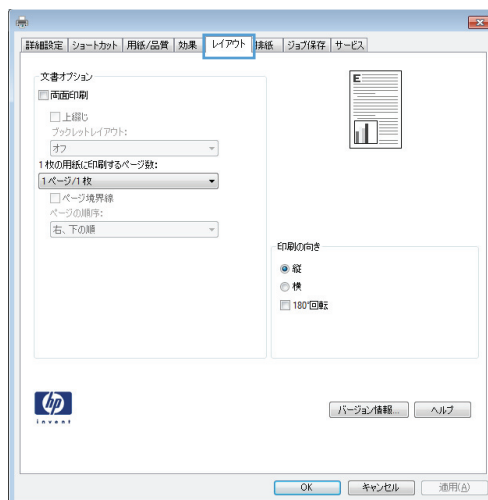 詳細設定 ショートカット 用紙/品質 効果 レイアウト 排紙 ジョブ保存 サービス
文書オプション
両面印刷
上綴じ
ブックレットレイアウト:
オフ
1枚の用紙に印刷するページ数:
1ページ/1枚
ページ境界線
ページの順序:
右、下の順
E
印刷の向き
縦
横
180°回転
hp
invent
バージョン情報... ヘルプ
OK キャンセル 適用(A)